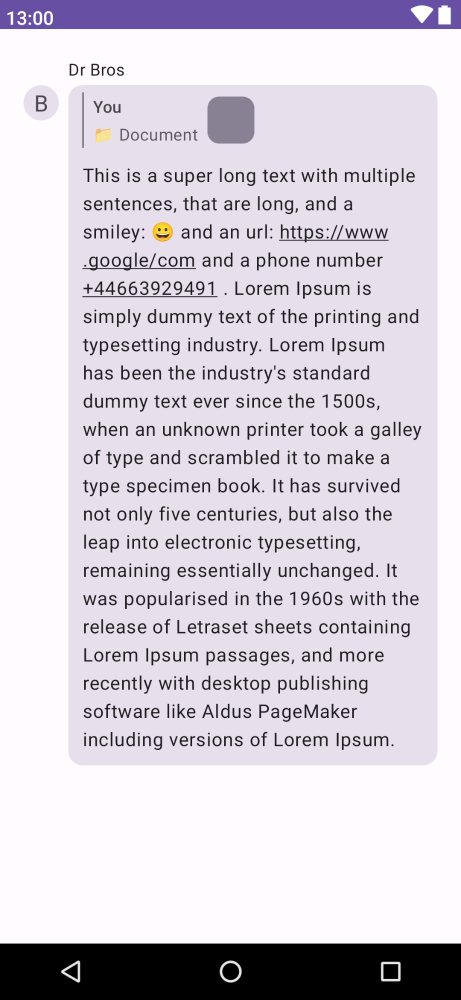 13:00
Dr Bros
B
You
📁 Document
This is a super long text with multiple
sentences, that are long, and a
smiley: 😀 and an url: https://www
.google/com and a phone number
+44663929491 . Lorem Ipsum is
simply dummy text of the printing and
typesetting industry. Lorem Ipsum
has been the industry's standard
dummy text ever since the 1500s,
when an unknown printer took a galley
of type and scrambled it to make a
type specimen book. It has survived
not only five centuries, but also the
leap into electronic typesetting,
remaining essentially unchanged. It
was popularised in the 1960s with the
release of Letraset sheets containing
Lorem Ipsum passages, and more
recently with desktop publishing
software like Aldus PageMaker
including versions of Lorem Ipsum.